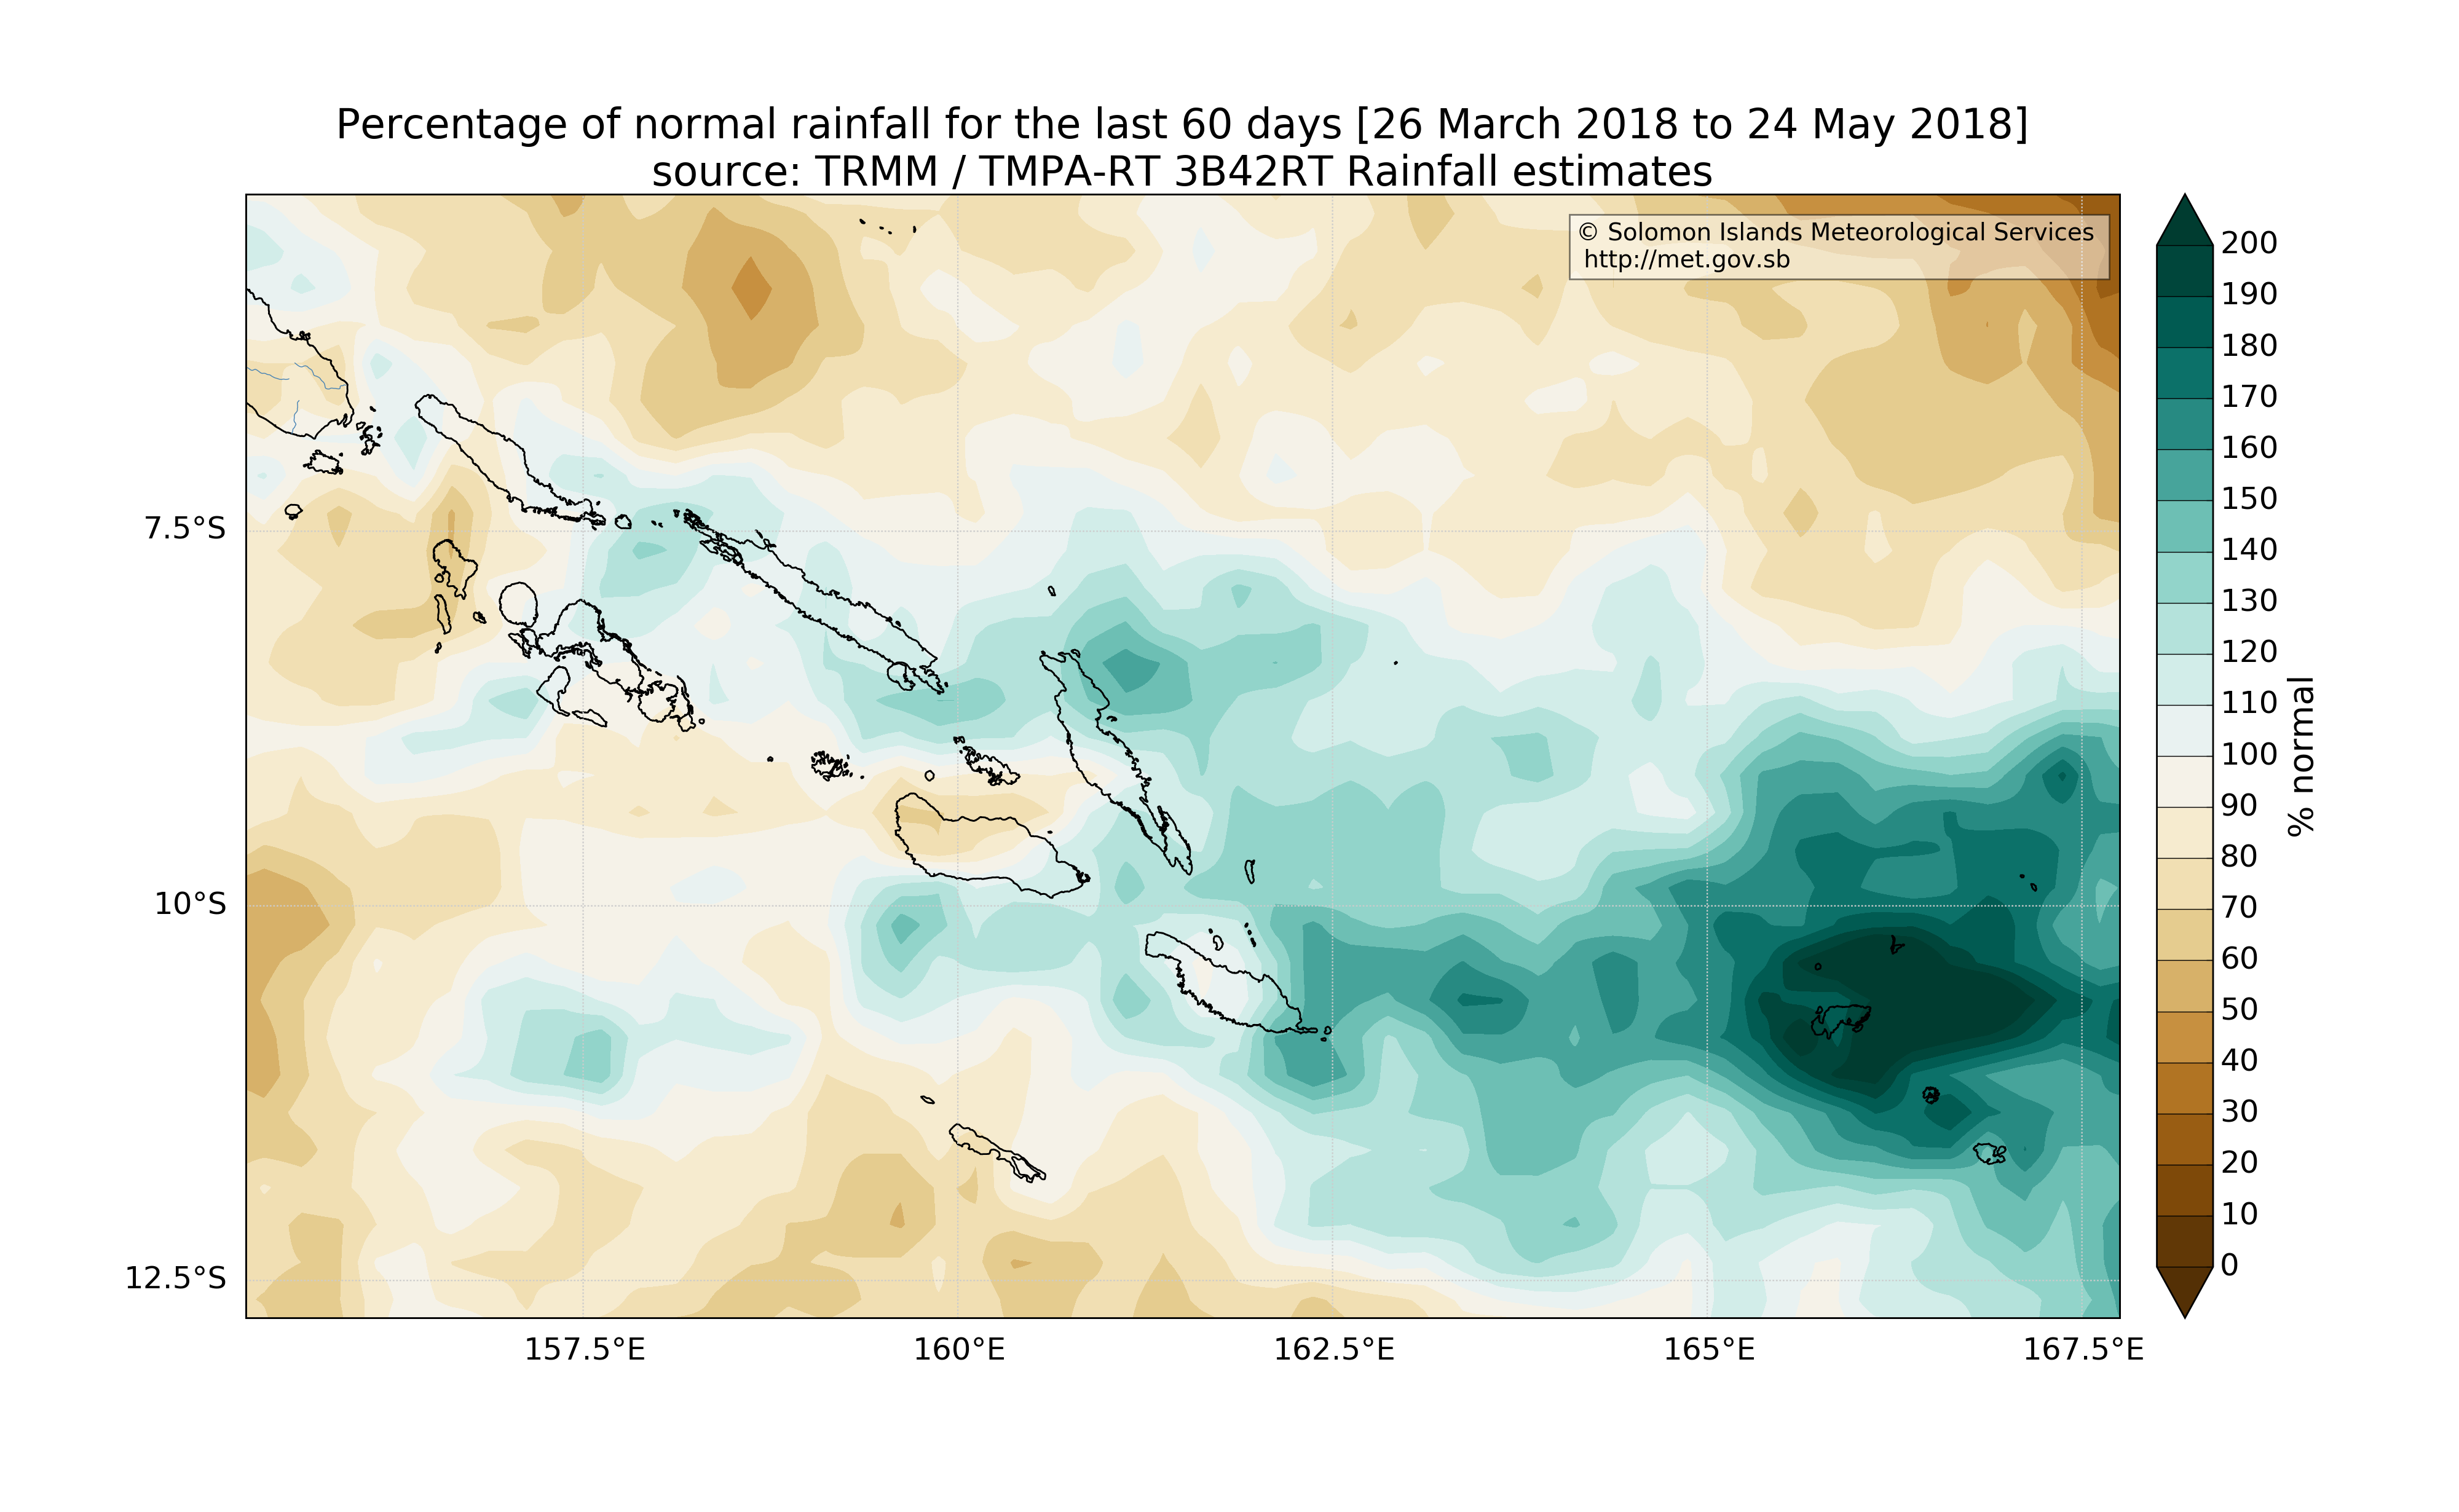 Percentage of normal rainfall for the last 60 days [26 March 2018 to 24 May 2018]
source: TRMM / TMPA-RT 3B42RT Rainfall estimates
© Solomon Islands Meteorological Services
http://met.gov.sb
7.5°S
10°S
12.5°S
157.5°E
160°E
162.5°E
165°E
167.5°E
200
190
180
170
160
150
140
130
120
110
100
90
80
70
60
50
40
30
20
10
0
% normal